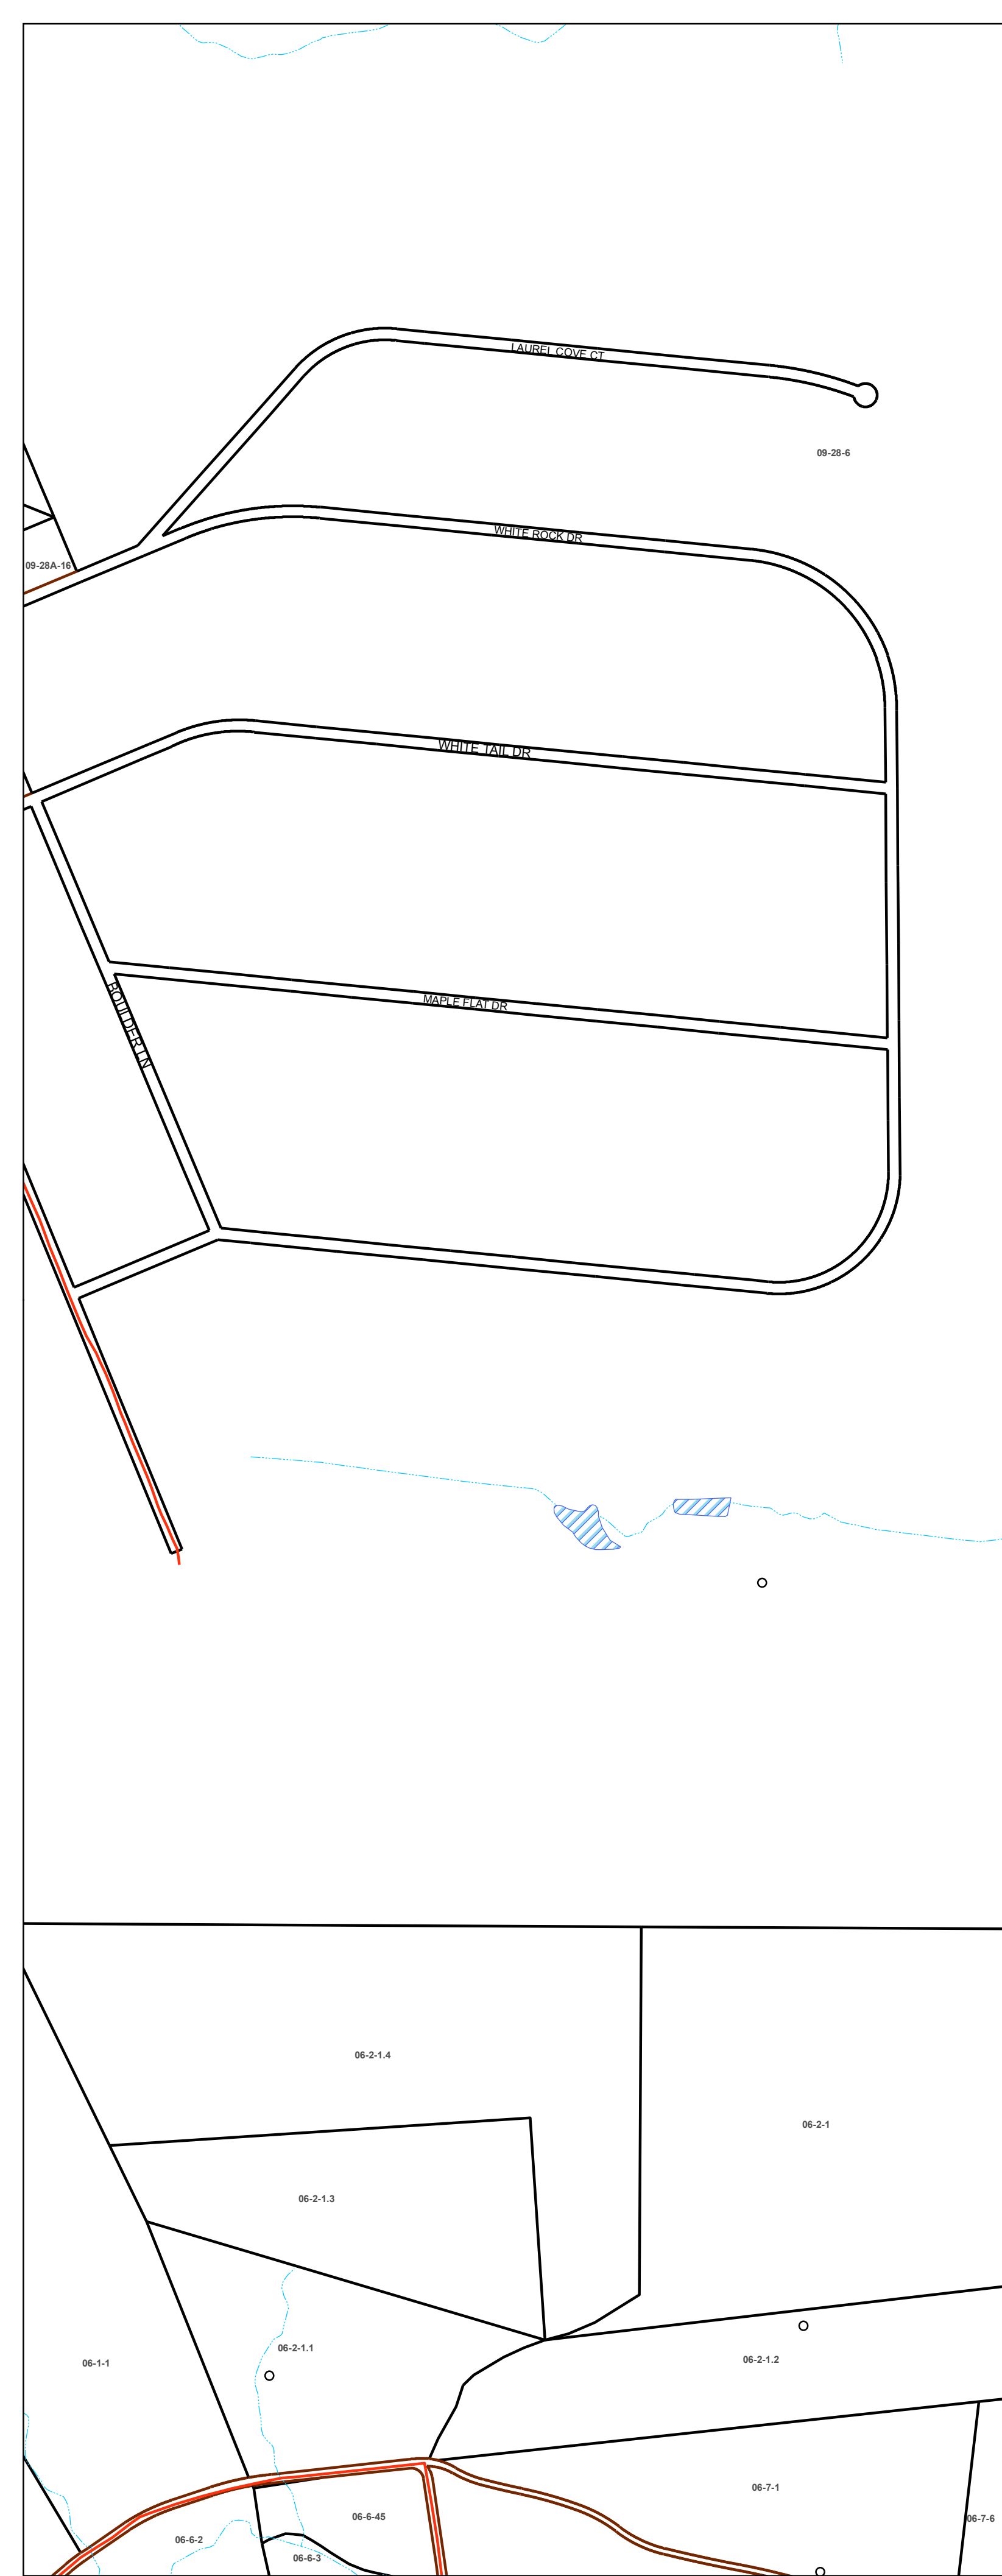 LAUREL COVE CT
09-28-6
WHITE ROCK DR
09-28A-16
WHITE TAIL DR
MAPLE FLAT DR
BOULDER LN
06-2-1.4
06-2-1
06-2-1.3
06-2-1.1
06-2-1.2
06-1-1
06-7-1
06-6-45
06-7-6
06-6-2
06-6-3